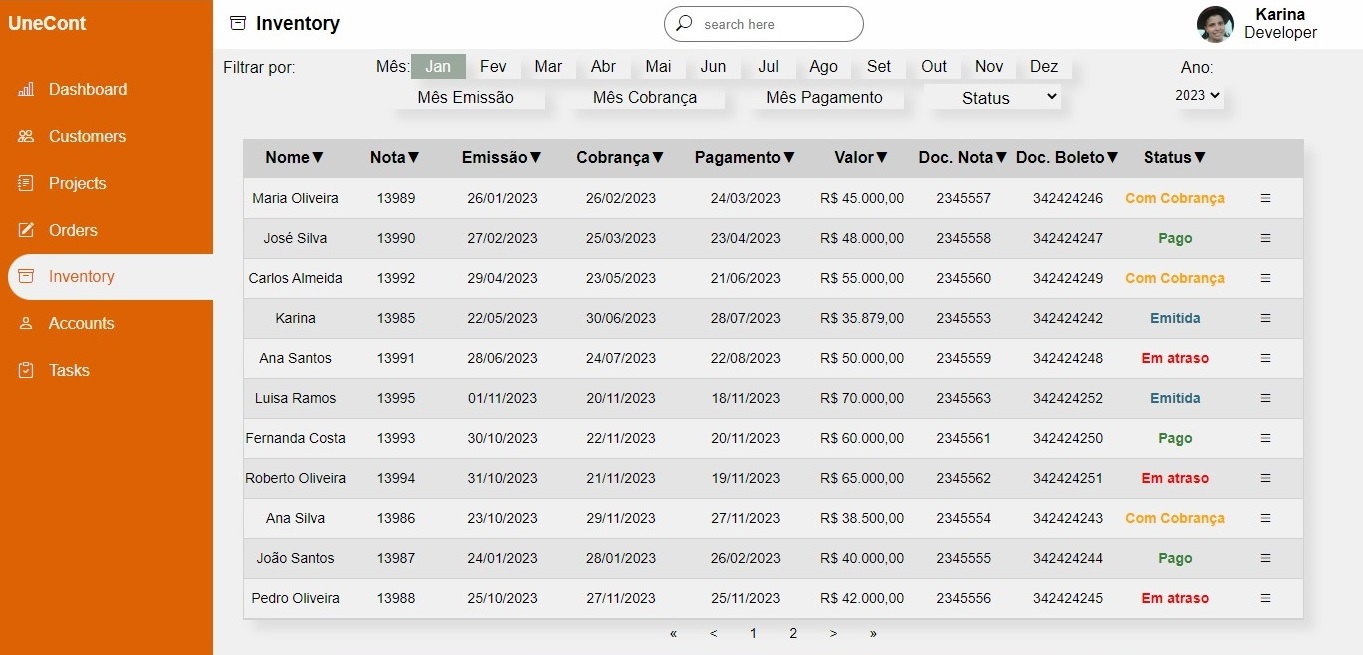 UneCont
Dashboard
Customers
Projects
Orders
Inventory
Accounts
Tasks
Inventory
search here
Karina
Developer
Filtrar por: Mês: Jan Fev Mar Abr Mai Jun Jul Ago Set Out Nov Dez Ano:
Mês Emissão Mês Cobrança Mês Pagamento Status 2023
Nome▼ Nota▼ Emissão▼ Cobrança▼ Pagamento▼ Valor▼ Doc. Nota▼ Doc. Boleto▼ Status▼
Maria Oliveira 13989 26/01/2023 26/02/2023 24/03/2023 R$ 45.000,00 2345557 342424246 Com Cobrança
José Silva 13990 27/02/2023 25/03/2023 23/04/2023 R$ 48.000,00 2345558 342424247 Pago
Carlos Almeida 13992 29/04/2023 23/05/2023 21/06/2023 R$ 55.000,00 2345560 342424249 Com Cobrança
Karina 13985 22/05/2023 30/06/2023 28/07/2023 R$ 35.879,00 2345553 342424242 Emitida
Ana Santos 13991 28/06/2023 24/07/2023 22/08/2023 R$ 50.000,00 2345559 342424248 Em atraso
Luisa Ramos 13995 01/11/2023 20/11/2023 18/11/2023 R$ 70.000,00 2345563 342424252 Emitida
Fernanda Costa 13993 30/10/2023 22/11/2023 20/11/2023 R$ 60.000,00 2345561 342424250 Pago
Roberto Oliveira 13994 31/10/2023 21/11/2023 19/11/2023 R$ 65.000,00 2345562 342424251 Em atraso
Ana Silva 13986 23/10/2023 29/11/2023 27/11/2023 R$ 38.500,00 2345554 342424243 Com Cobrança
João Santos 13987 24/01/2023 28/01/2023 26/02/2023 R$ 40.000,00 2345555 342424244 Pago
Pedro Oliveira 13988 25/10/2023 27/11/2023 25/11/2023 R$ 42.000,00 2345556 342424245 Em atraso
« < 1 2 > »